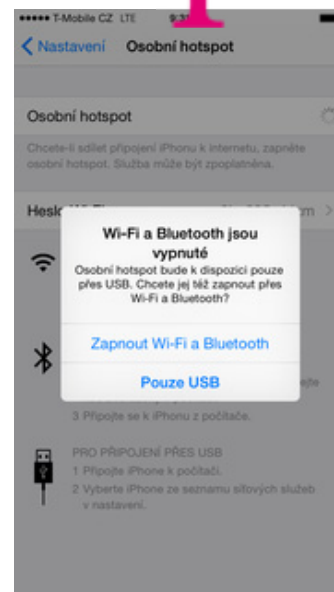 T-Mobile CZ LTE
Nastavení Osobní hotspot
Osobní hotspot
Chcete-li sdílet připojení iPhonu k internetu, zapněte
osobní hotspot. Služba může být zpoplatněna.
Wi-Fi a Bluetooth jsou
vypnuté
Osobní hotspot bude k dispozici pouze
přes USB. Chcete jej též zapnout přes
Wi-Fi a Bluetooth?
Zapnout Wi-Fi a Bluetooth
Pouze USB
3 Připojte se k iPhonu z počítače.
PRO PŘIPOJENÍ PŘES USB
1 Připojte iPhone k počítači.
2 Vyberte iPhone ze seznamu síťových služeb
v nastavení.